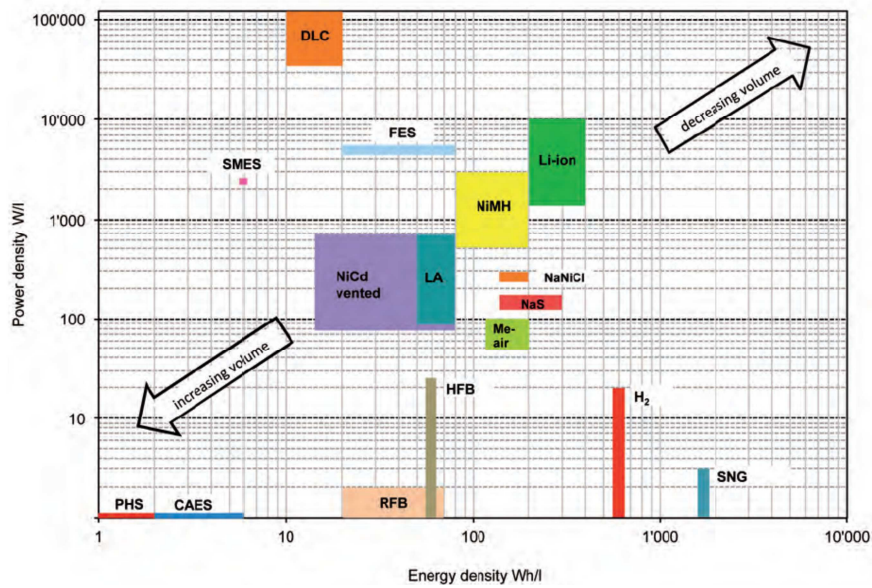 100'000
DLC
decreasing volume
10'000
FES
SMES
Li-ion
NiMH
1'000
Power density W/l
NiCd
vented
LA
NaNiCl
NaS
100
Me-
air
increasing volume
HFB
H₂
10
SNG
PHS
CAES
RFB
1
10
100
1000
10'000
Energy density Wh/l